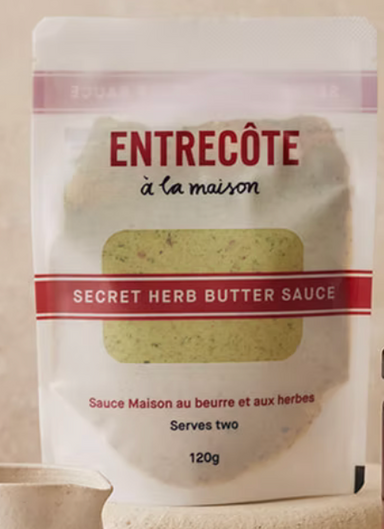 ENTRECÔTE
à la maison
SECRET HERB BUTTER SAUCE
Sauce Maison au beurre et aux herbes
Serves two
120g